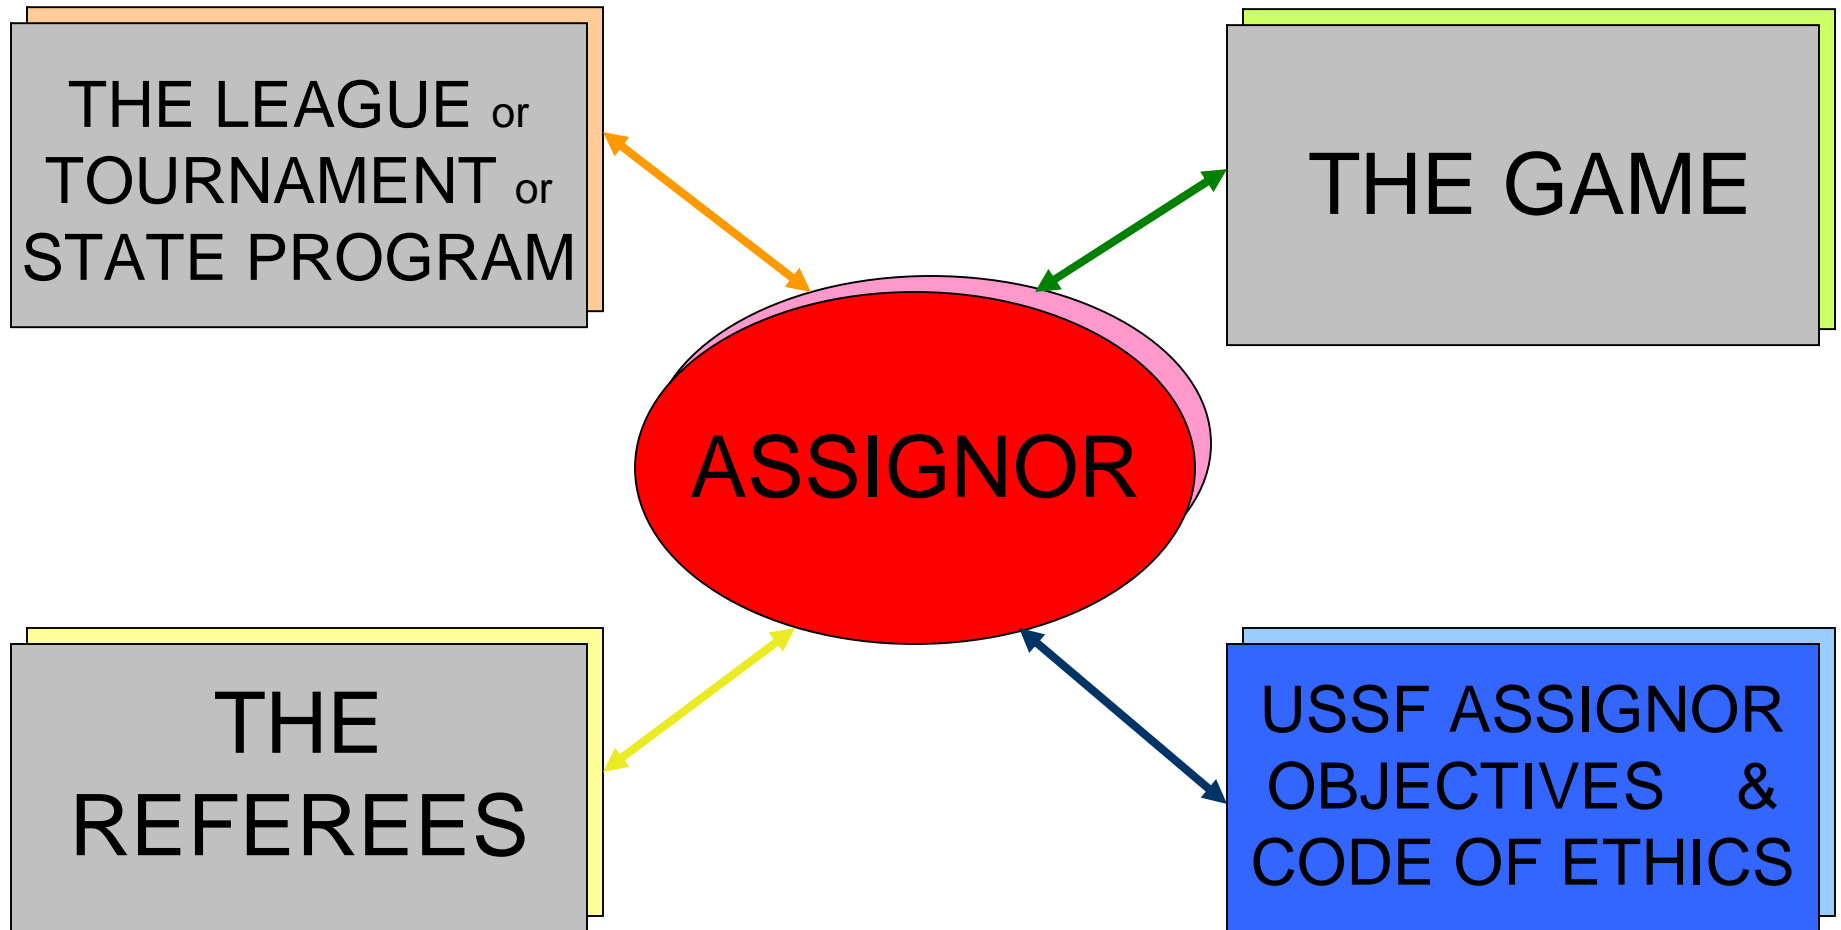 THE LEAGUE or
TOURNAMENT or
STATE PROGRAM
THE GAME
ASSIGNOR
THE
REFEREES
USSF ASSIGNOR
OBJECTIVES &
CODE OF ETHICS